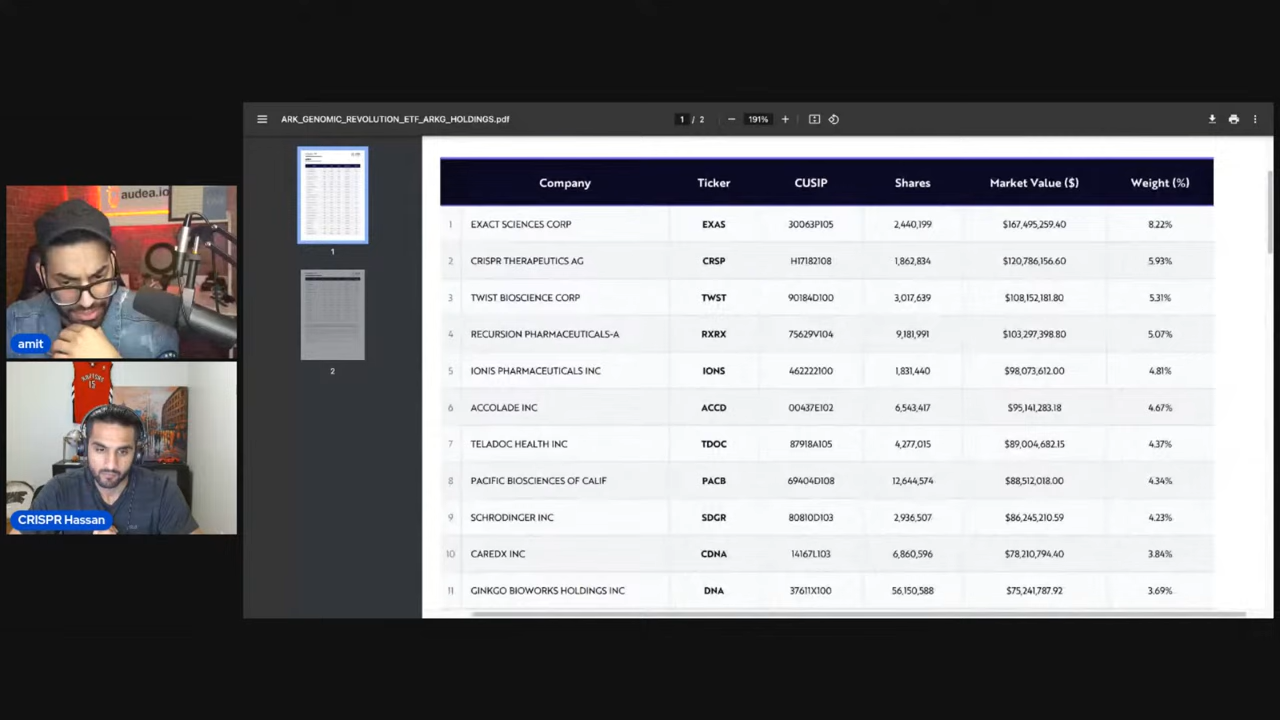 ARK_GENOMIC_REVOLUTION_ETF_ARKG_HOLDINGS.pdf 1 / 2 191%
1
2
audea.io
amit
RAPTORS
15
CRISPR Hassan
Company Ticker CUSIP Shares Market Value ($) Weight (%)
1 EXACT SCIENCES CORP EXAS 30063P105 2,440,199 $167,495,259.40 8.22%
2 CRISPR THERAPEUTICS AG CRSP H17182108 1,862,834 $120,786,156.60 5.93%
3 TWIST BIOSCIENCE CORP TWST 90184D100 3,017,639 $108,152,181.80 5.31%
4 RECURSION PHARMACEUTICALS-A RXRX 75629V104 9,181,991 $103,297,398.80 5.07%
5 IONIS PHARMACEUTICALS INC IONS 462222100 1,831,440 $98,073,612.00 4.81%
6 ACCOLADE INC ACCD 00437E102 6,543,417 $95,141,283.18 4.67%
7 TELADOC HEALTH INC TDOC 87918A105 4,277,015 $89,004,682.15 4.37%
8 PACIFIC BIOSCIENCES OF CALIF PACB 69404D108 12,644,574 $88,512,018.00 4.34%
9 SCHRODINGER INC SDGR 80810D103 2,936,507 $86,245,210.59 4.23%
10 CAREDX INC CDNA 14167L103 6,860,596 $78,210,794.40 3.84%
11 GINKGO BIOWORKS HOLDINGS INC DNA 37611X100 56,150,588 $75,241,787.92 3.69%